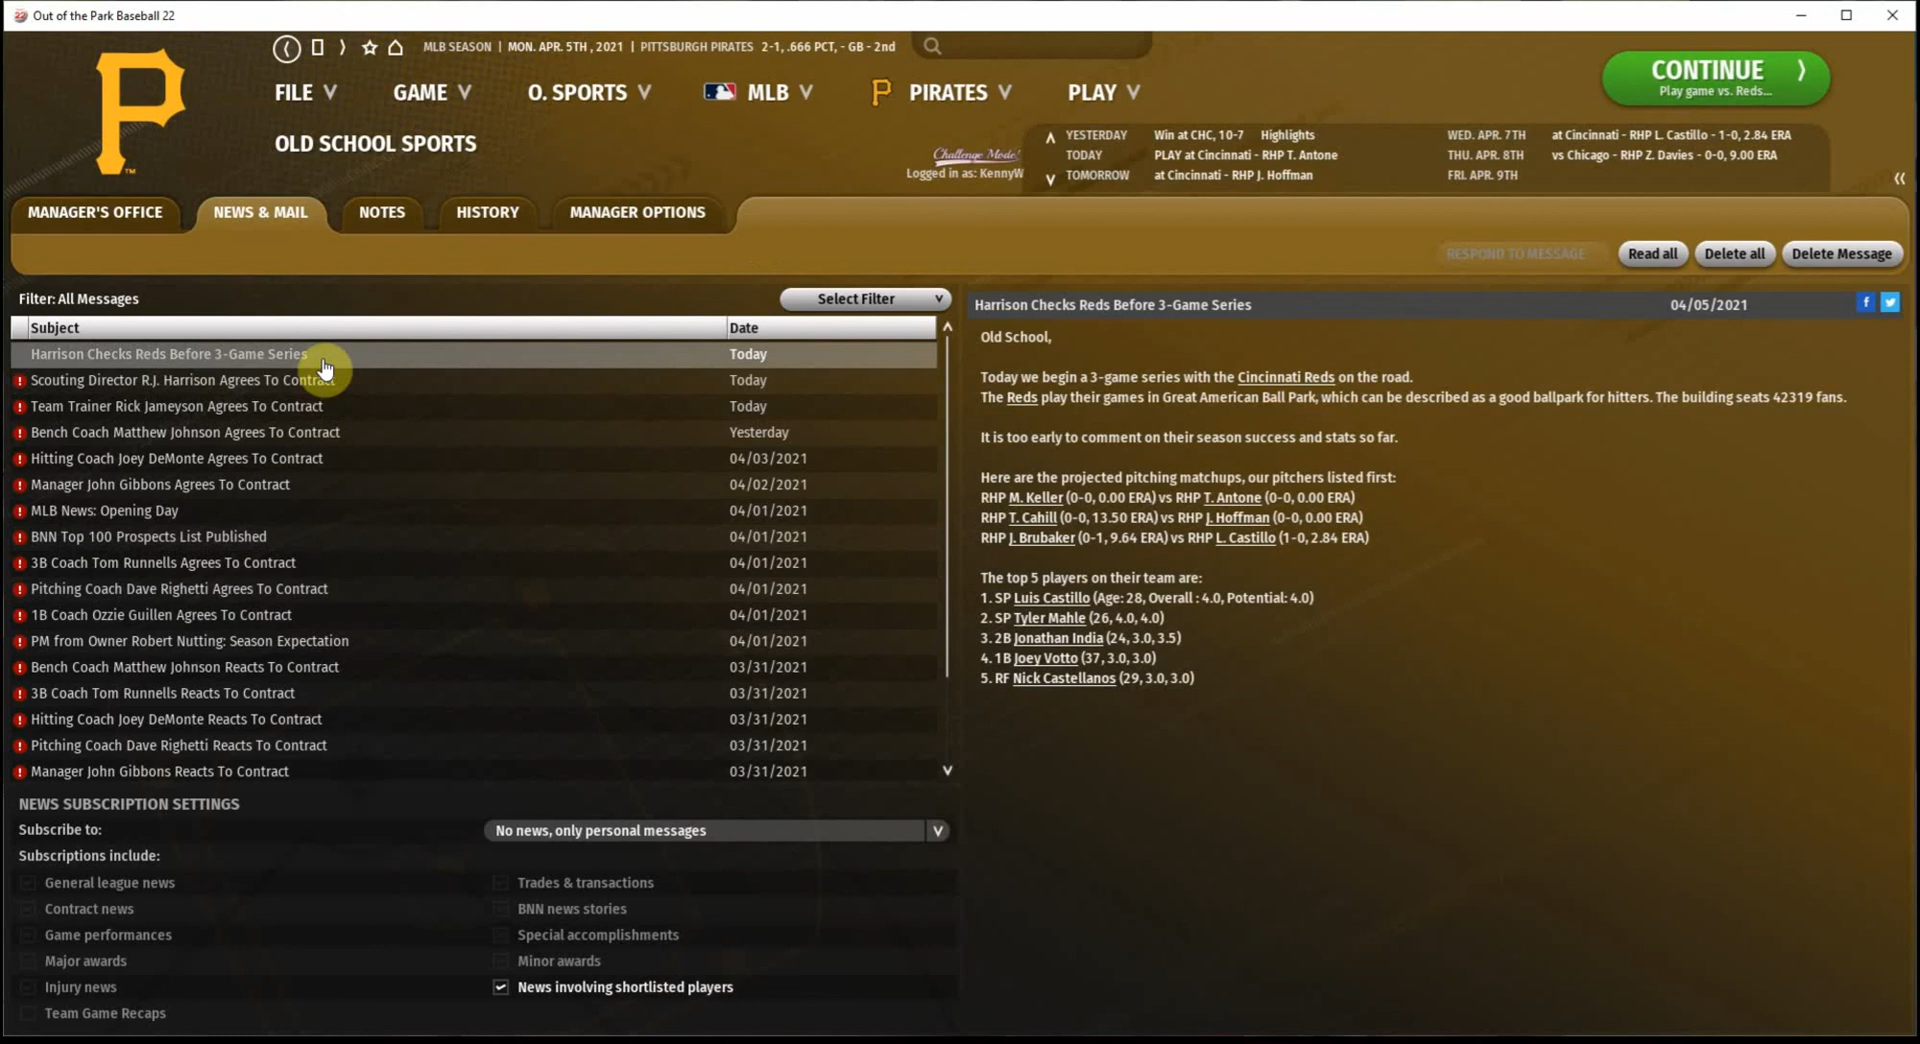 Out of the Park Baseball 22
MLB SEASON | MON. APR. 5TH , 2021 | PITTSBURGH PIRATES 2-1, .666 PCT, - GB - 2nd
FILE GAME O. SPORTS MLB PIRATES PLAY
CONTINUE
Play game vs. Reds...
OLD SCHOOL SPORTS
Challenge Mode!
Logged in as: KennyW
YESTERDAY Win at CHC, 10-7 Highlights
TODAY PLAY at Cincinnati - RHP T. Antone
TOMORROW at Cincinnati - RHP J. Hoffman
WED. APR. 7TH at Cincinnati - RHP L. Castillo - 1-0, 2.84 ERA
THU. APR. 8TH vs Chicago - RHP Z. Davies - 0-0, 9.00 ERA
FRI. APR. 9TH
MANAGER'S OFFICE NEWS & MAIL NOTES HISTORY MANAGER OPTIONS
RESPOND TO MESSAGE Read all Delete all Delete Message
Filter: All Messages Select Filter
Subject Date
Harrison Checks Reds Before 3-Game Series Today
Scouting Director R.J. Harrison Agrees To Contract Today
Team Trainer Rick Jameyson Agrees To Contract Today
Bench Coach Matthew Johnson Agrees To Contract Yesterday
Hitting Coach Joey DeMonte Agrees To Contract 04/03/2021
Manager John Gibbons Agrees To Contract 04/02/2021
MLB News: Opening Day 04/01/2021
BNN Top 100 Prospects List Published 04/01/2021
3B Coach Tom Runnells Agrees To Contract 04/01/2021
Pitching Coach Dave Righetti Agrees To Contract 04/01/2021
1B Coach Ozzie Guillen Agrees To Contract 04/01/2021
PM from Owner Robert Nutting: Season Expectation 04/01/2021
Bench Coach Matthew Johnson Reacts To Contract 03/31/2021
3B Coach Tom Runnells Reacts To Contract 03/31/2021
Hitting Coach Joey DeMonte Reacts To Contract 03/31/2021
Pitching Coach Dave Righetti Reacts To Contract 03/31/2021
Manager John Gibbons Reacts To Contract 03/31/2021
NEWS SUBSCRIPTION SETTINGS
Subscribe to: No news, only personal messages
Subscriptions include:
General league news Trades & transactions
Contract news BNN news stories
Game performances Special accomplishments
Major awards Minor awards
Injury news News involving shortlisted players
Team Game Recaps
Harrison Checks Reds Before 3-Game Series 04/05/2021
Old School,
Today we begin a 3-game series with the Cincinnati Reds on the road.
The Reds play their games in Great American Ball Park, which can be described as a good ballpark for hitters. The building seats 42319 fans.
It is too early to comment on their season success and stats so far.
Here are the projected pitching matchups, our pitchers listed first:
RHP M. Keller (0-0, 0.00 ERA) vs RHP T. Antone (0-0, 0.00 ERA)
RHP T. Cahill (0-0, 13.50 ERA) vs RHP J. Hoffman (0-0, 0.00 ERA)
RHP J. Brubaker (0-1, 9.64 ERA) vs RHP L. Castillo (1-0, 2.84 ERA)
The top 5 players on their team are:
1. SP Luis Castillo (Age: 28, Overall : 4.0, Potential: 4.0)
2. SP Tyler Mahle (26, 4.0, 4.0)
3. 2B Jonathan India (24, 3.0, 3.5)
4. 1B Joey Votto (37, 3.0, 3.0)
5. RF Nick Castellanos (29, 3.0, 3.0)